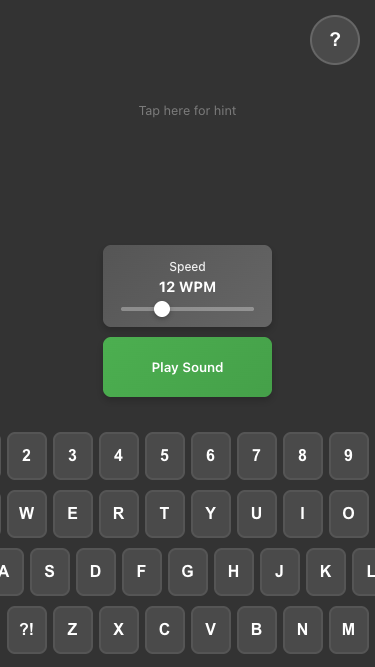 ?
Tap here for hint
Speed
12 WPM
Play Sound
2 3 4 5 6 7 8 9
W E R T Y U I O
A S D F G H J K L
?! Z X C V B N M